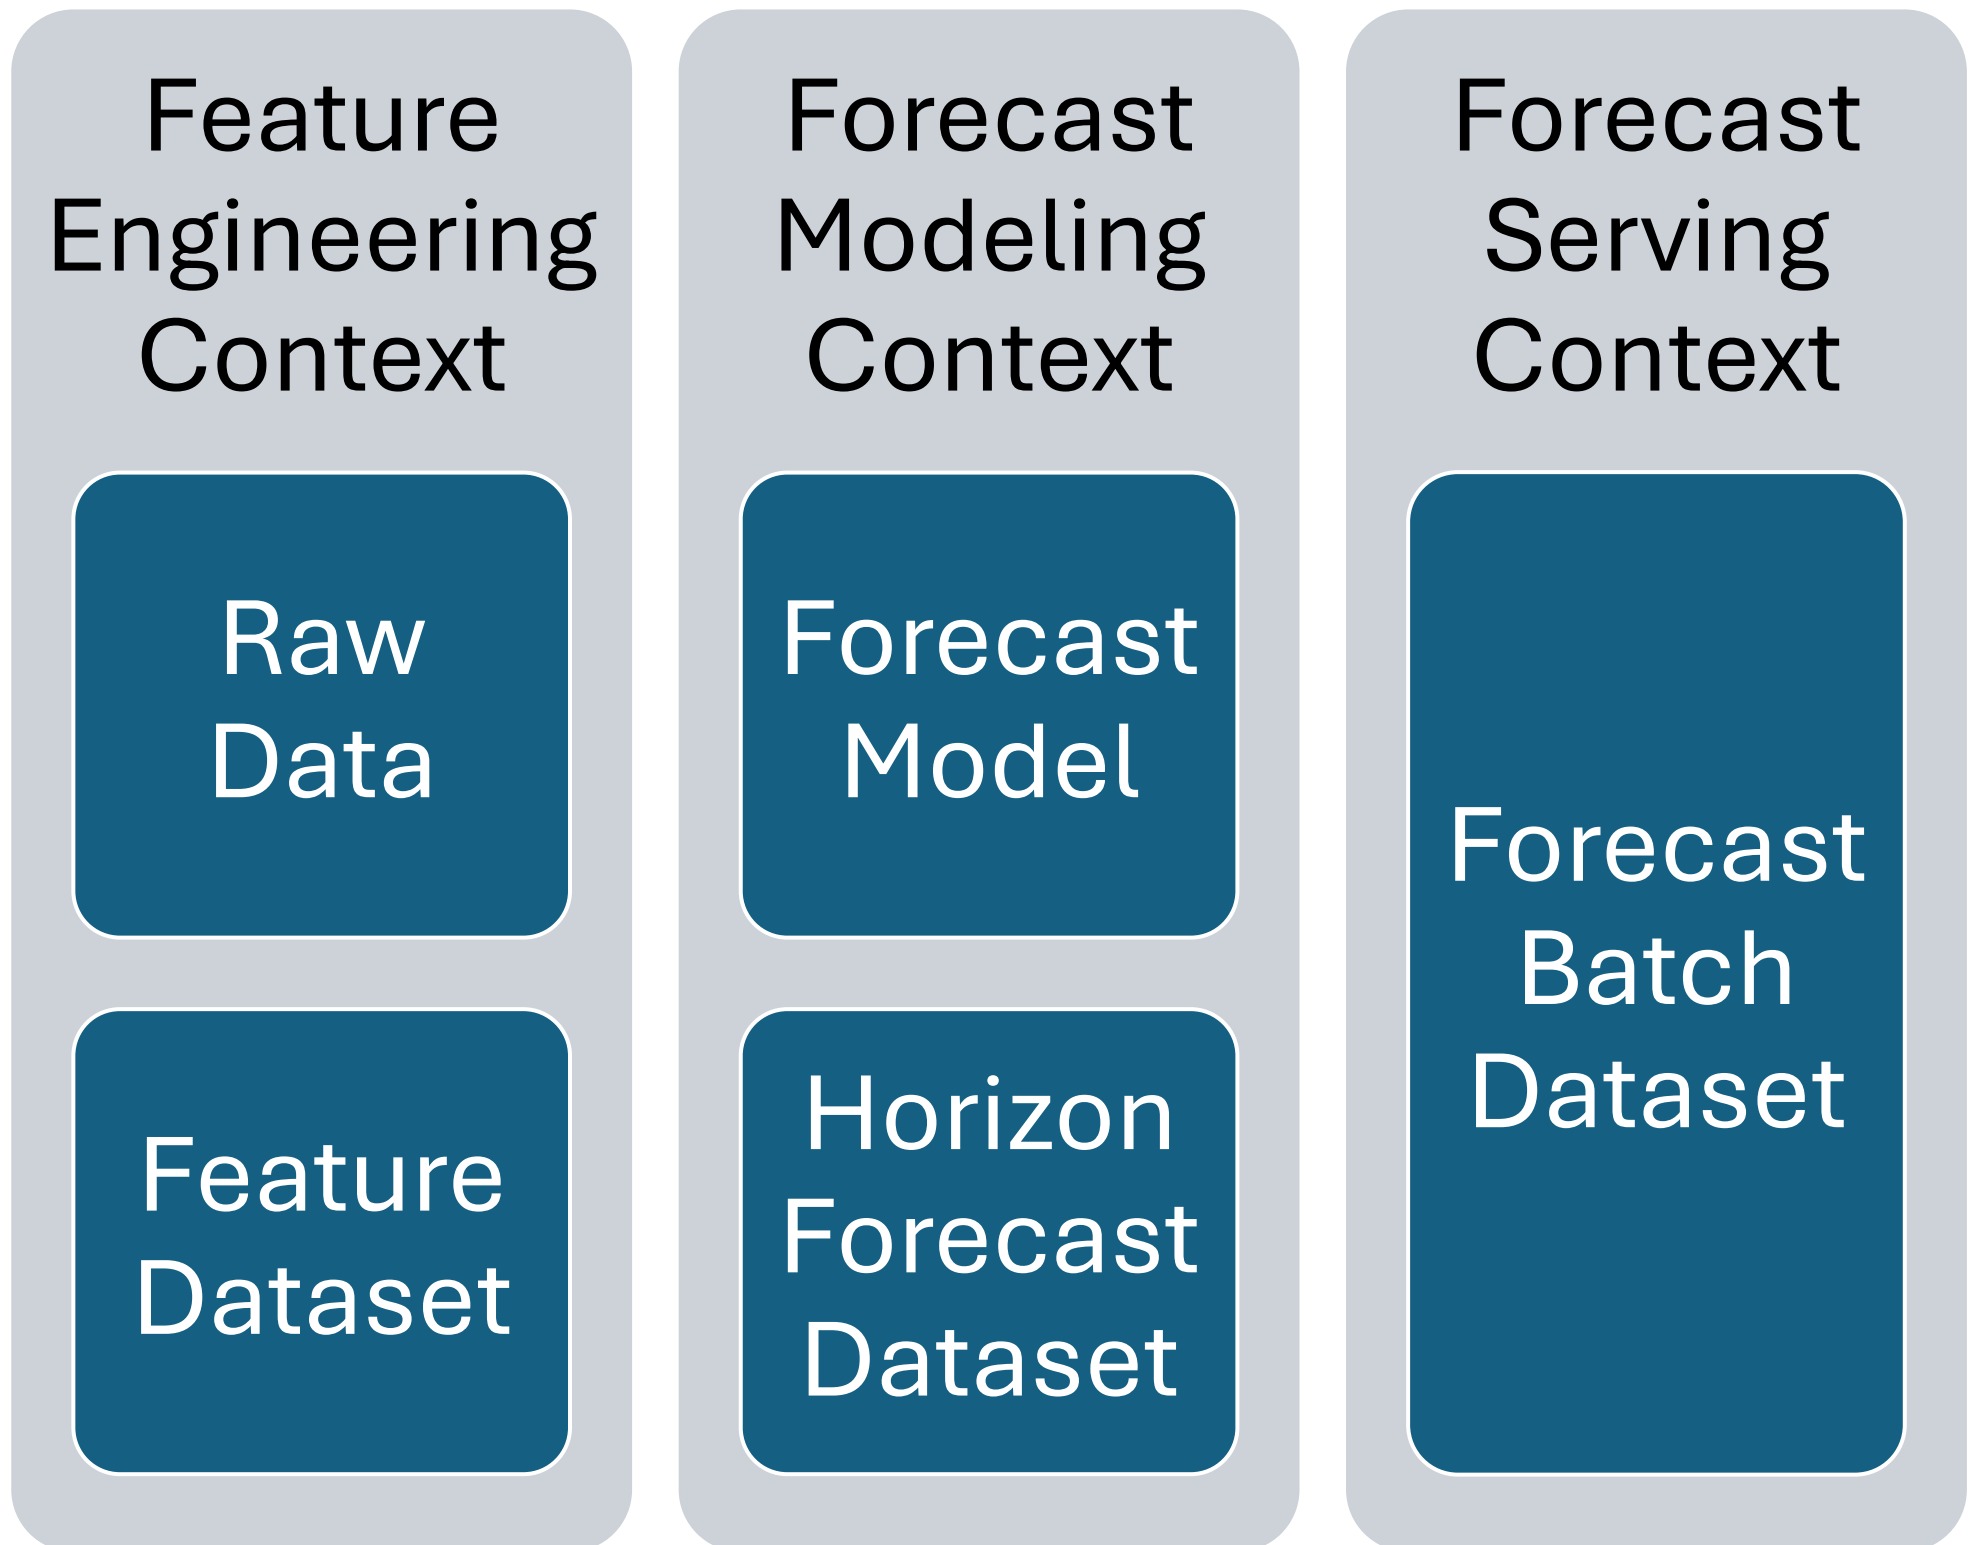 Feature
Engineering
Context
Raw
Data
Feature
Dataset
Forecast
Modeling
Context
Forecast
Model
Horizon
Forecast
Dataset
Forecast
Serving
Context
Forecast
Batch
Dataset